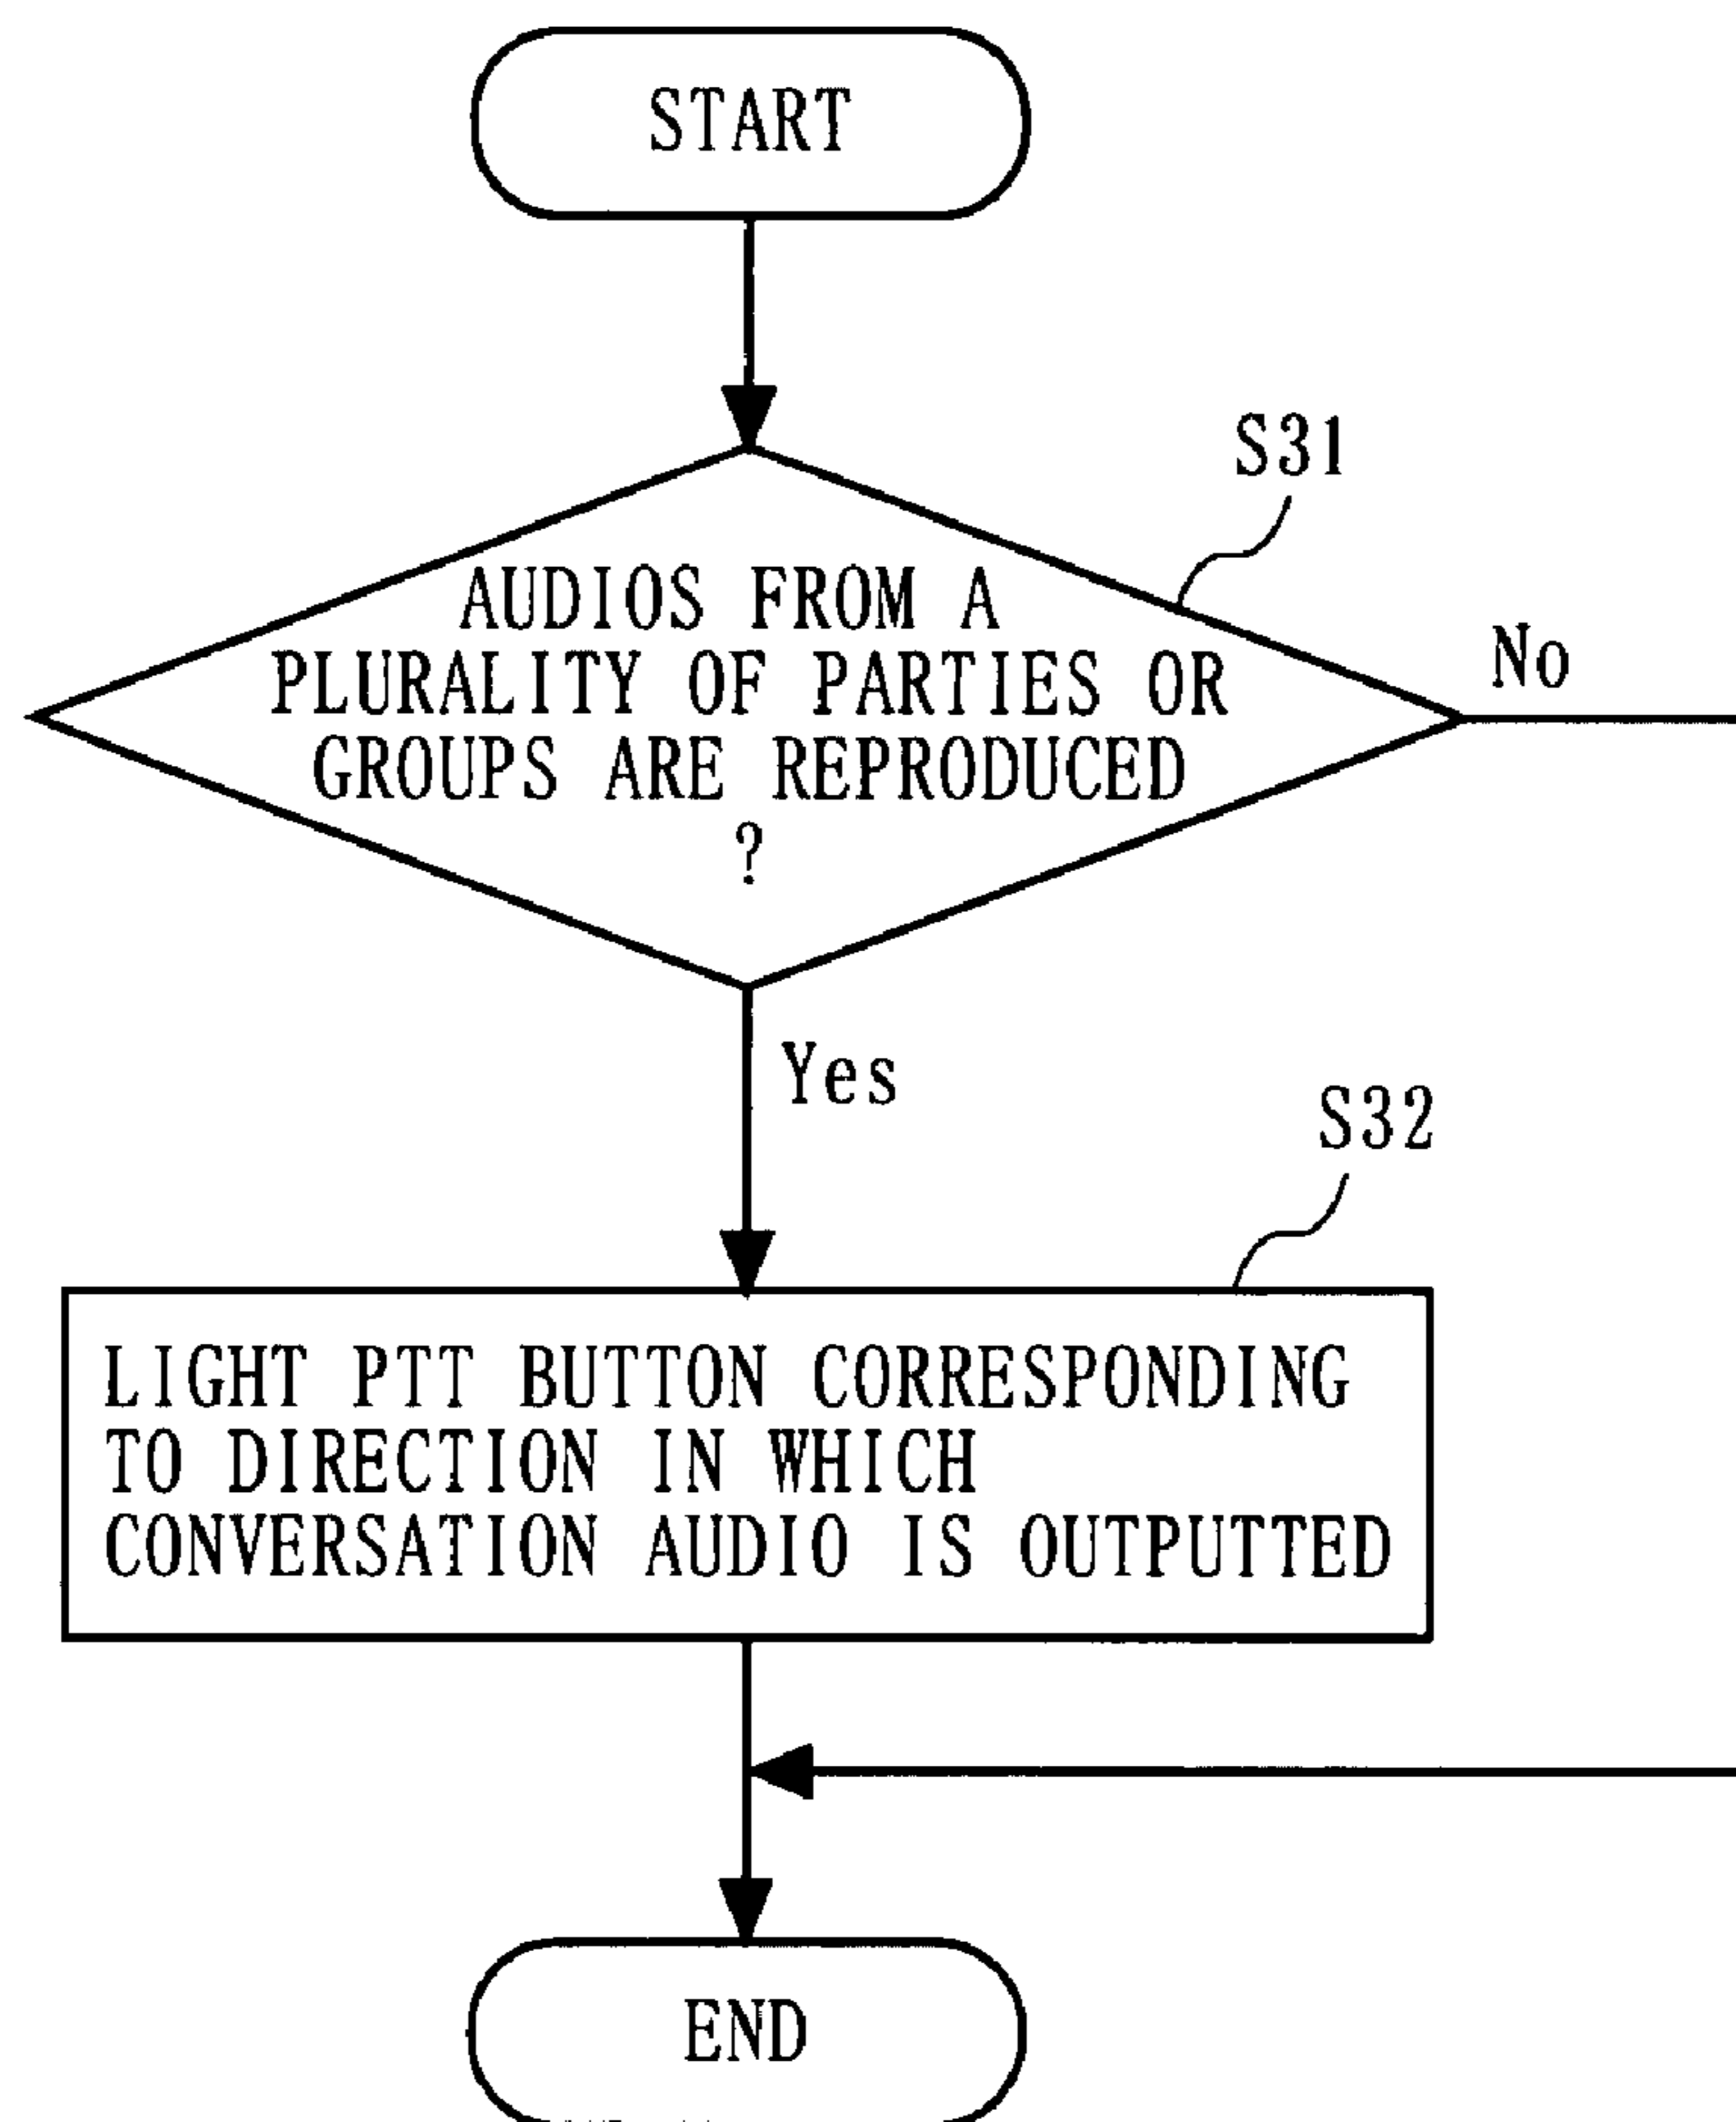 START
S31
AUDIOS FROM A
PLURALITY OF PARTIES OR
GROUPS ARE REPRODUCED
?
No
Yes
S32
LIGHT PTT BUTTON CORRESPONDING
TO DIRECTION IN WHICH
CONVERSATION AUDIO IS OUTPUTTED
END